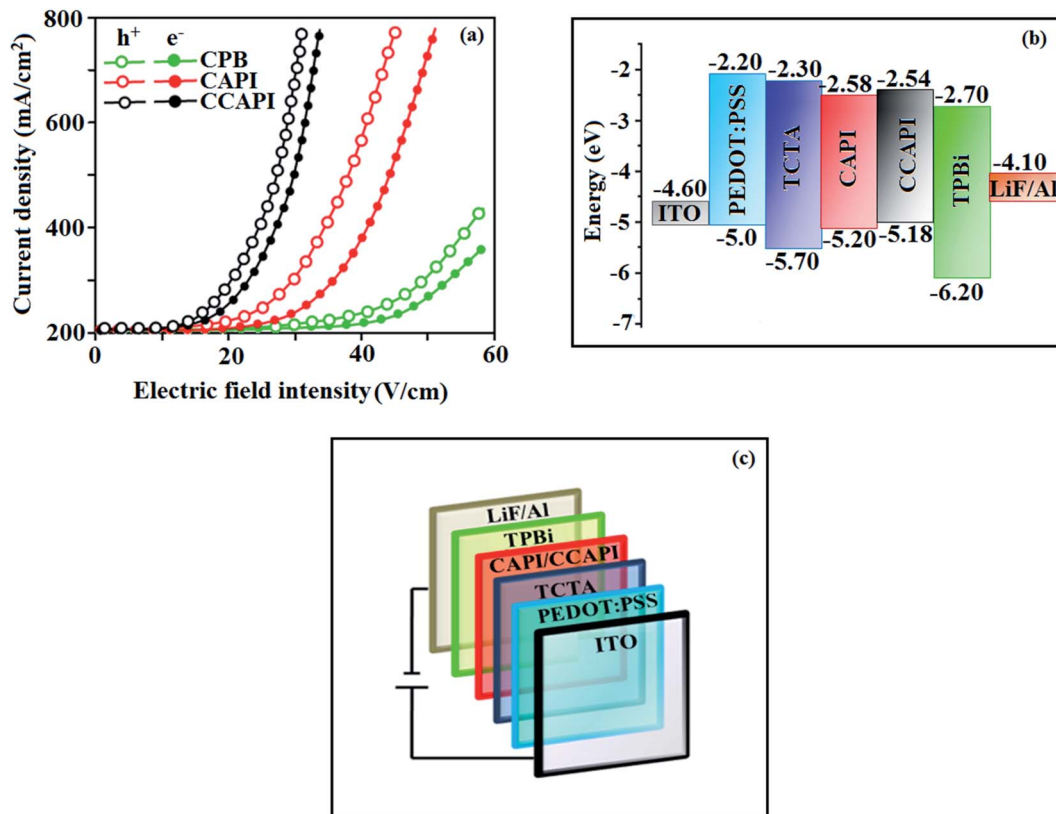 (a)
h⁺ e⁻
CPB
CAPI
CCAPI
800
600
400
200
0 20 40 60
Current density (mA/cm²)
Electric field intensity (V/cm)
(b)
Energy (eV)
-2
-3
-4
-5
-6
-7
-4.60
ITO
-2.20
PEDOT:PSS
-5.0
-2.30
TCTA
-5.70
-2.58
CAPI
-5.20
-2.54
CCAPI
-5.18
-2.70
TPBi
-6.20
-4.10
LiF/Al
(c)
LiF/Al
TPBi
CAPI/CCAPI
TCTA
PEDOT:PSS
ITO